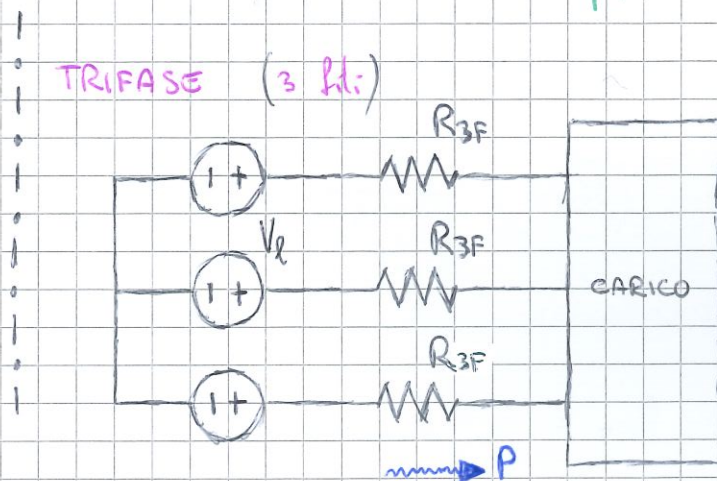 TRIFASE (3 fili)
R3F
Vl
R3F
CARICO
R3F
P